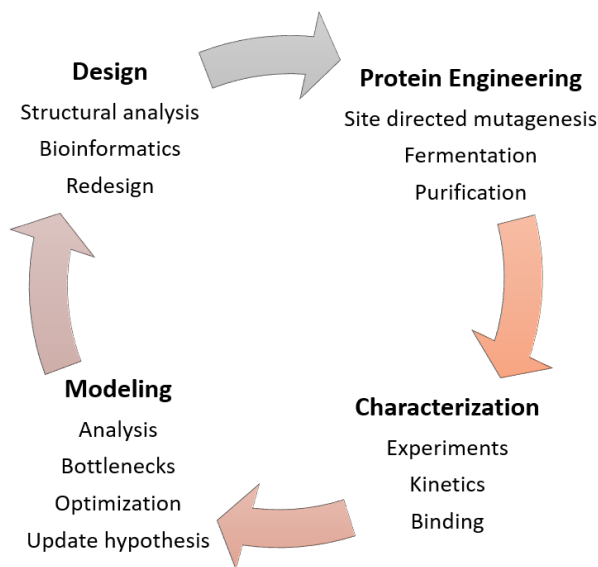 Design
Structural analysis
Bioinformatics
Redesign
Protein Engineering
Site directed mutagenesis
Fermentation
Purification
Characterization
Experiments
Kinetics
Binding
Modeling
Analysis
Bottlenecks
Optimization
Update hypothesis